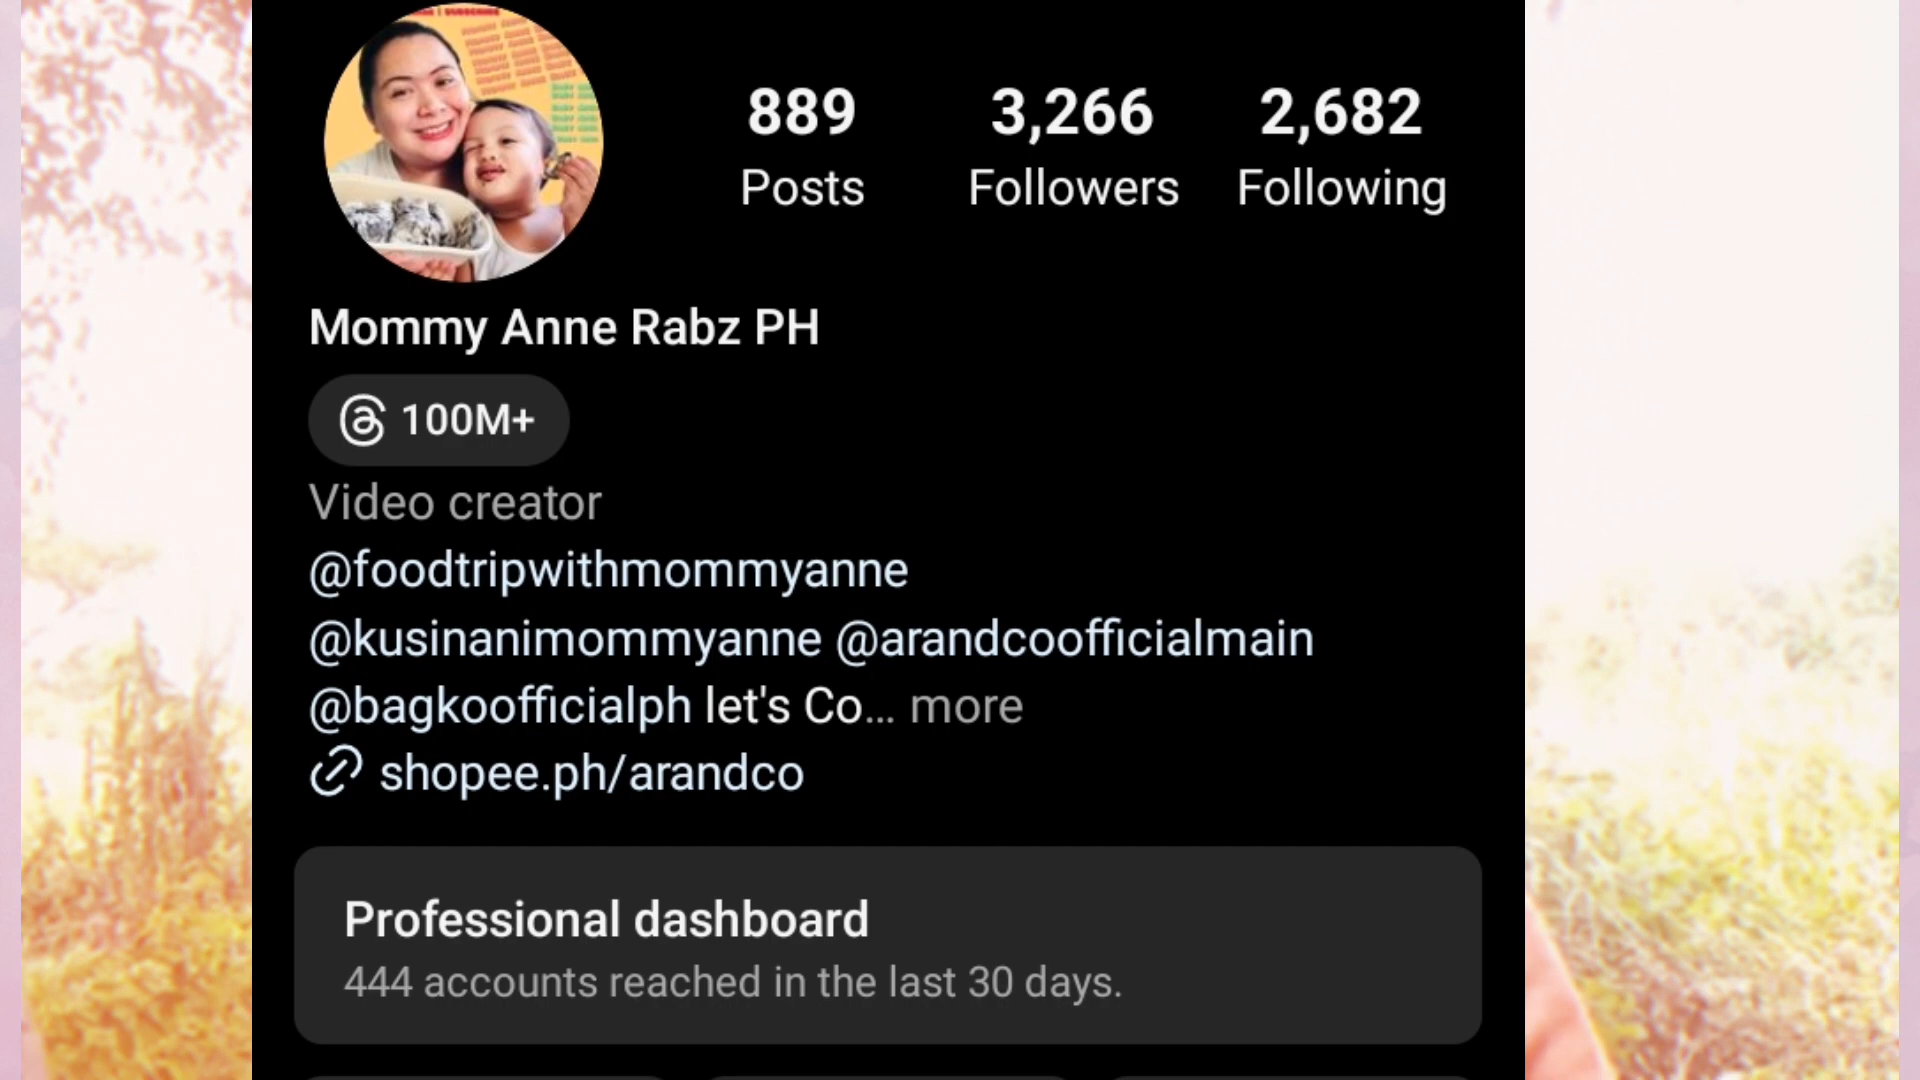 889 3,266 2,682
Posts Followers Following
Mommy Anne Rabz PH
100M+
Video creator
@foodtripwithmommyanne
@kusinanimommyanne @arandcoofficialmain
@bagkoofficialph let's Co... more
shopee.ph/arandco
Professional dashboard
444 accounts reached in the last 30 days.